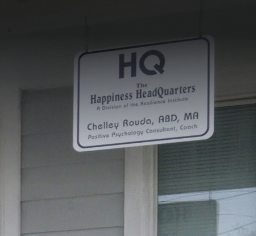 HQ
The
Happiness HeadQuarters
A Division of the Resilience Institute
Chelley Rouda, ABD, MA
Positive Psychology Consultant, Coach